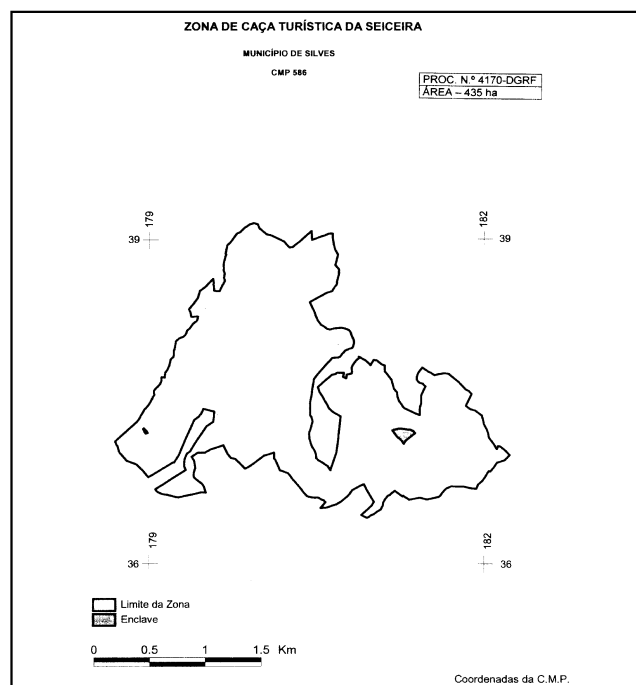 ZONA DE CAÇA TURÍSTICA DA SEICEIRA
MUNICÍPIO DE SILVES
CMP 586
PROC. N.º 4170-DGRF
ÁREA – 435 ha
179
182
39
39
179
182
36
36
Limite da Zona
Enclave
0 0.5 1 1.5 Km
Coordenadas da C.M.P.